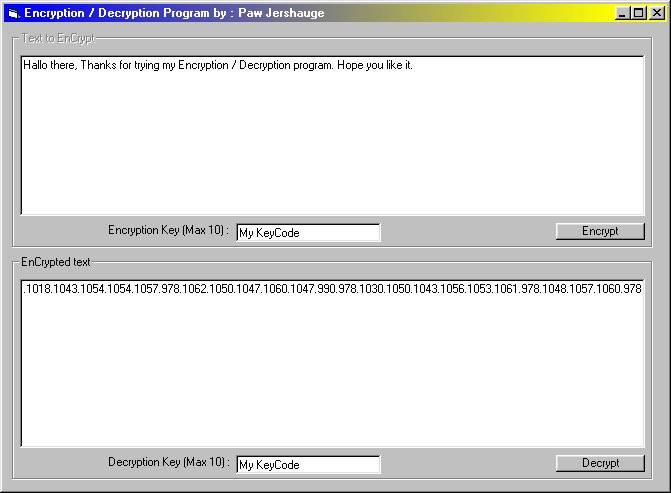 Encryption / Decryption Program by : Paw Jershauge
Text to EnCrypt
Hallo there, Thanks for trying my Encryption / Decryption program. Hope you like it.
Encryption Key (Max 10) : My KeyCode Encrypt
EnCrypted text
.1018.1043.1054.1054.1057.978.1062.1050.1047.1060.1047.990.978.1030.1050.1043.1056.1053.1061.978.1048.1057.1060.978
Decryption Key (Max 10) : My KeyCode Decrypt